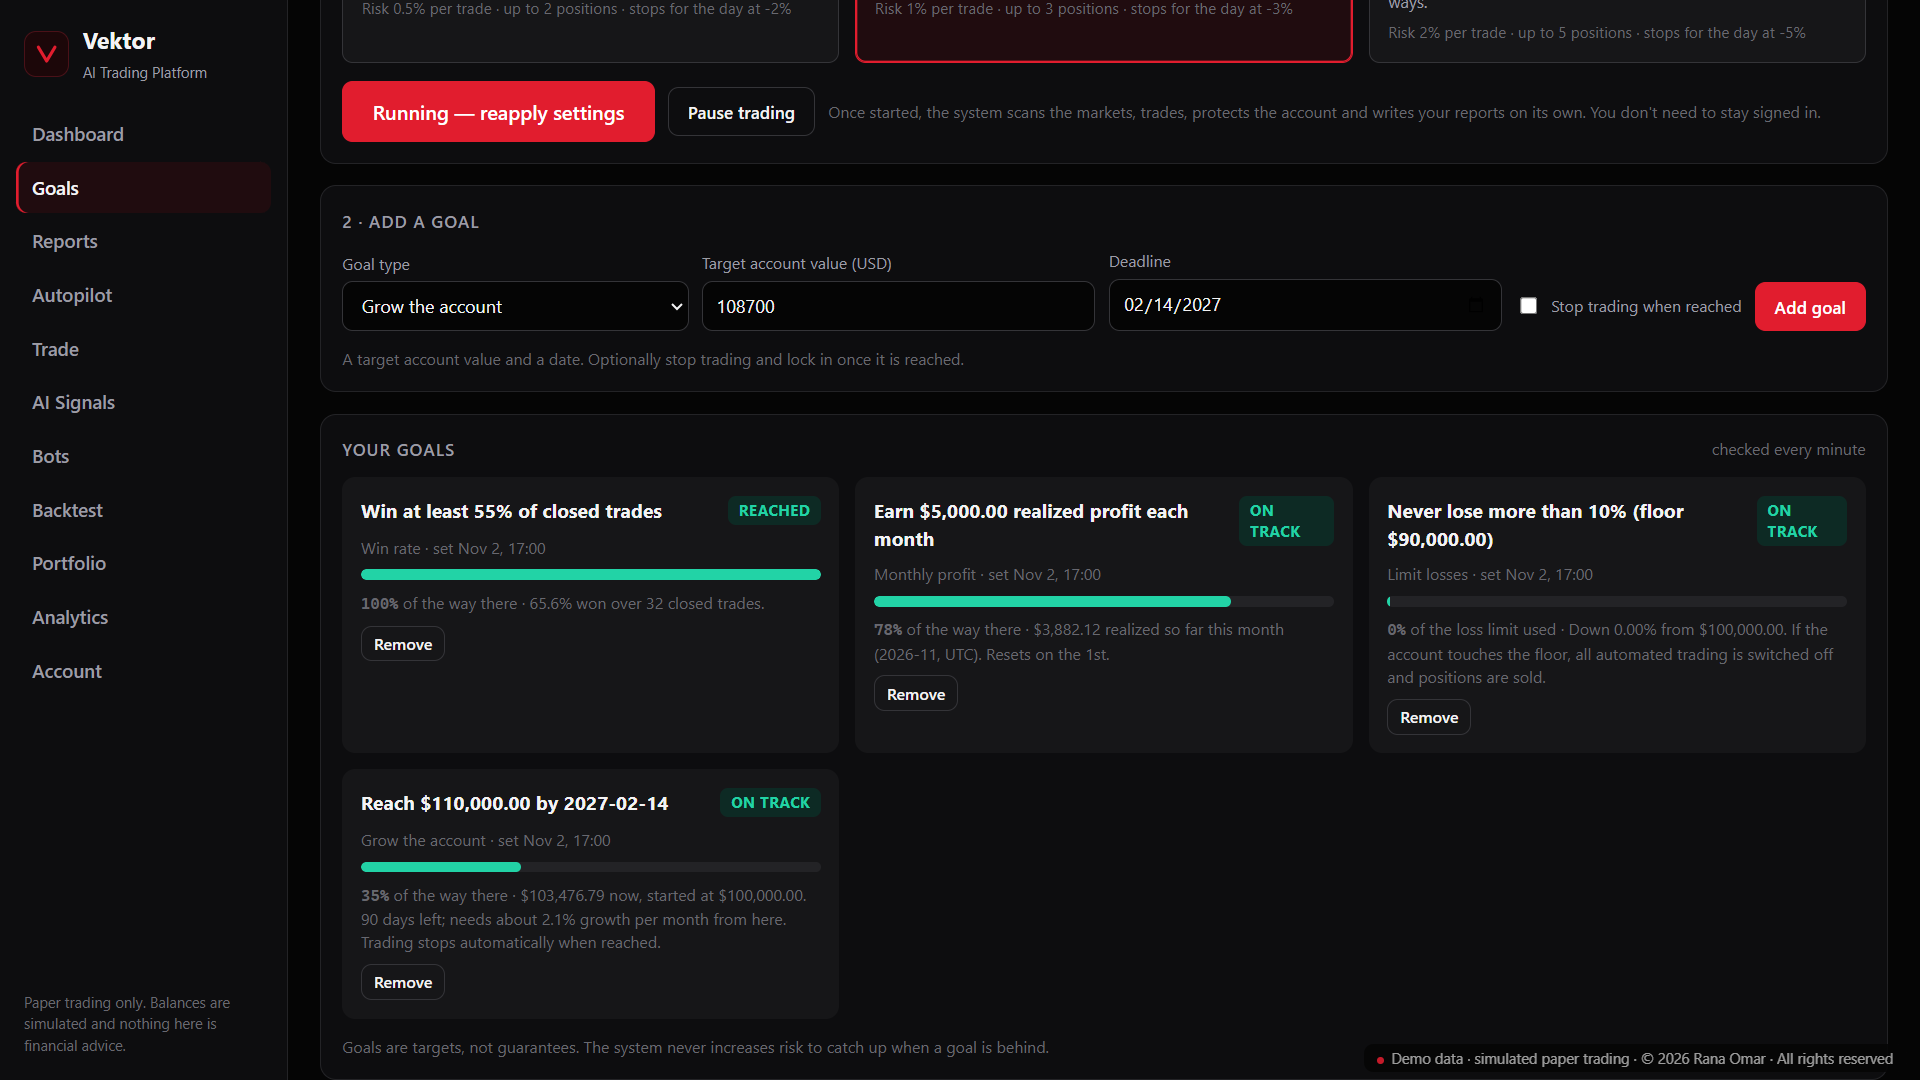 Vektor
AI Trading Platform
Dashboard
Goals
Reports
Autopilot
Trade
AI Signals
Bots
Backtest
Portfolio
Analytics
Account
Paper trading only. Balances are
simulated and nothing here is
financial advice.
Risk 0.5% per trade · up to 2 positions · stops for the day at -2%
Risk 1% per trade · up to 3 positions · stops for the day at -3%
ways.
Risk 2% per trade · up to 5 positions · stops for the day at -5%
Running — reapply settings
Pause trading
Once started, the system scans the markets, trades, protects the account and writes your reports on its own. You don't need to stay signed in.
2 · ADD A GOAL
Goal type
Target account value (USD)
Deadline
Grow the account
108700
02/14/2027
Stop trading when reached
Add goal
A target account value and a date. Optionally stop trading and lock in once it is reached.
YOUR GOALS
checked every minute
Win at least 55% of closed trades
REACHED
Win rate · set Nov 2, 17:00
100% of the way there · 65.6% won over 32 closed trades.
Remove
Earn $5,000.00 realized profit each
month
ON
TRACK
Monthly profit · set Nov 2, 17:00
78% of the way there · $3,882.12 realized so far this month
(2026-11, UTC). Resets on the 1st.
Remove
Never lose more than 10% (floor
$90,000.00)
ON
TRACK
Limit losses · set Nov 2, 17:00
0% of the loss limit used · Down 0.00% from $100,000.00. If the
account touches the floor, all automated trading is switched off
and positions are sold.
Remove
Reach $110,000.00 by 2027-02-14
ON TRACK
Grow the account · set Nov 2, 17:00
35% of the way there · $103,476.79 now, started at $100,000.00.
90 days left; needs about 2.1% growth per month from here.
Trading stops automatically when reached.
Remove
Goals are targets, not guarantees. The system never increases risk to catch up when a goal is behind.
Demo data · simulated paper trading · © 2026 Rana Omar · All rights reserved